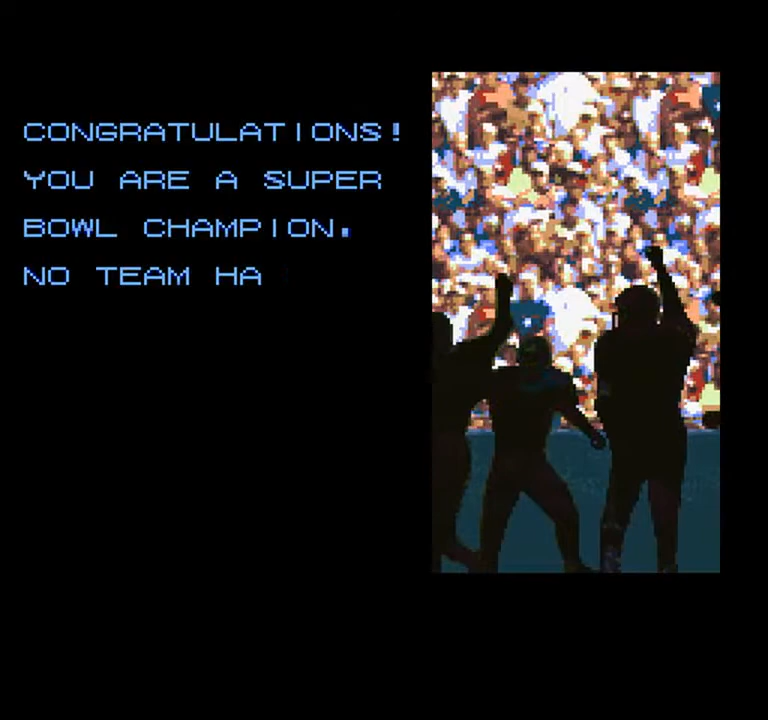 CONGRATULATIONS!
YOU ARE A SUPER
BOWL CHAMPION.
NO TEAM HA